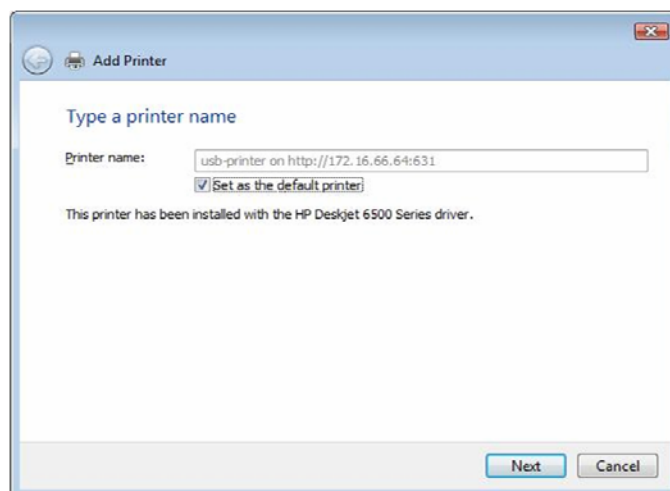 Add Printer
Type a printer name
Printer name:
usb-printer on http://172.16.66.64:631
Set as the default printer
This printer has been installed with the HP Deskjet 6500 Series driver.
Next
Cancel